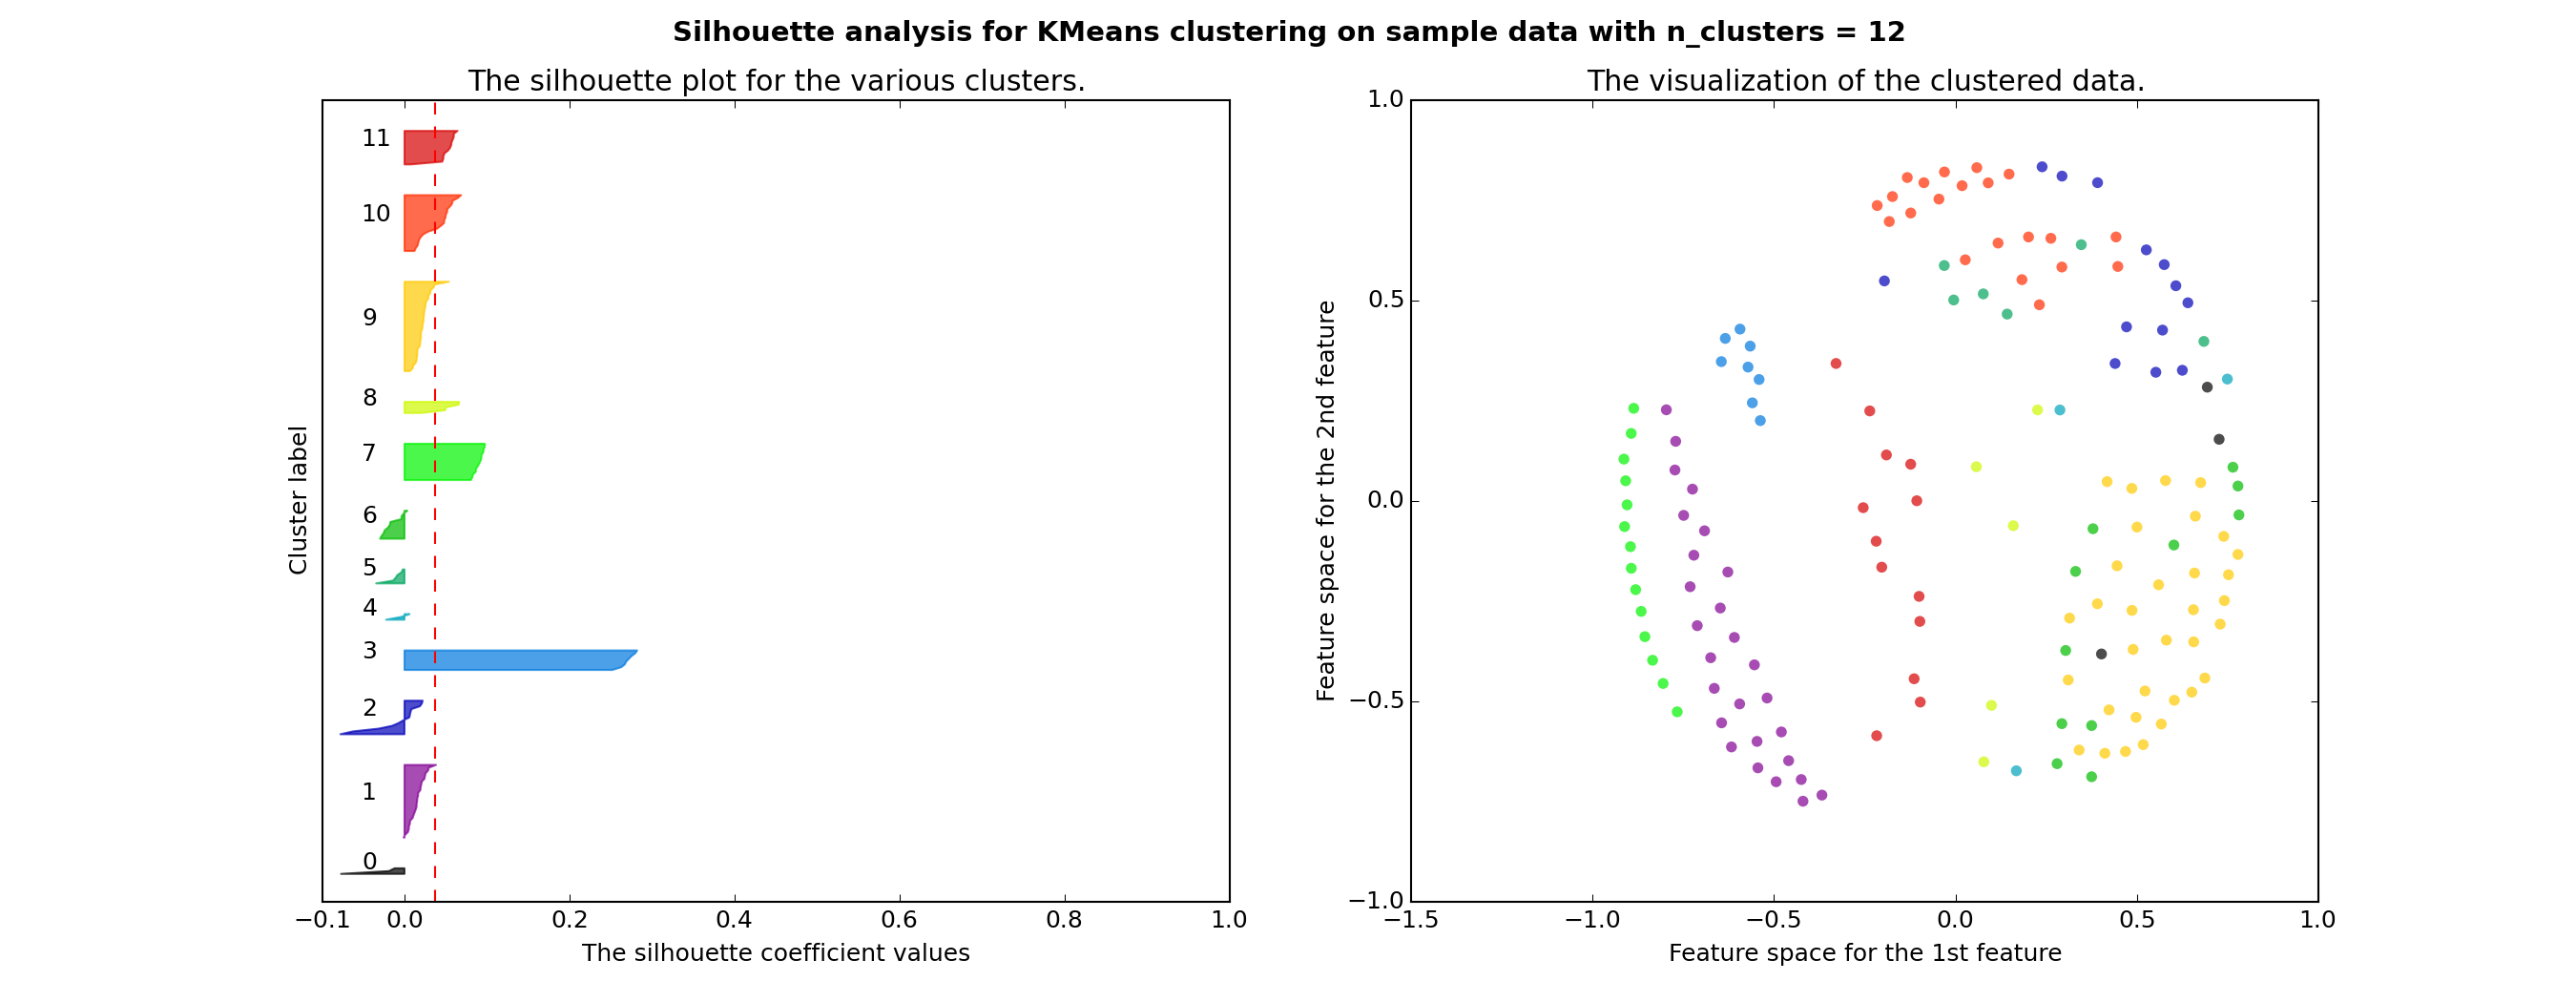 Silhouette analysis for KMeans clustering on sample data with n_clusters = 12
The silhouette plot for the various clusters.
11
10
9
8
7
6
5
4
3
2
1
0
Cluster label
−0.1 0.0 0.2 0.4 0.6 0.8 1.0
The silhouette coefficient values
The visualization of the clustered data.
1.0
0.5
0.0
−0.5
−1.0
Feature space for the 2nd feature
−1.5 −1.0 −0.5 0.0 0.5 1.0
Feature space for the 1st feature